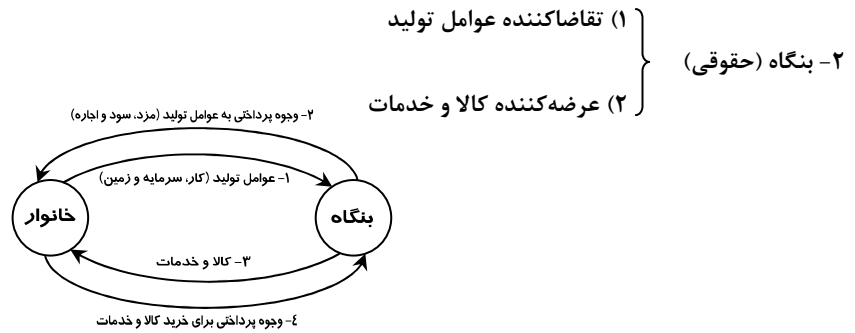 ۲- بنگاه (حقوقی)
۱) تقاضاکننده عوامل تولید
۲) عرضه‌کننده کالا و خدمات
۲- وجوه پرداختی به عوامل تولید (مزد، سود و اجاره)
۱- عوامل تولید (کار، سرمایه و زمین)
بنگاه
خانوار
۳- کالا و خدمات
۴- وجوه پرداختی برای خرید کالا و خدمات